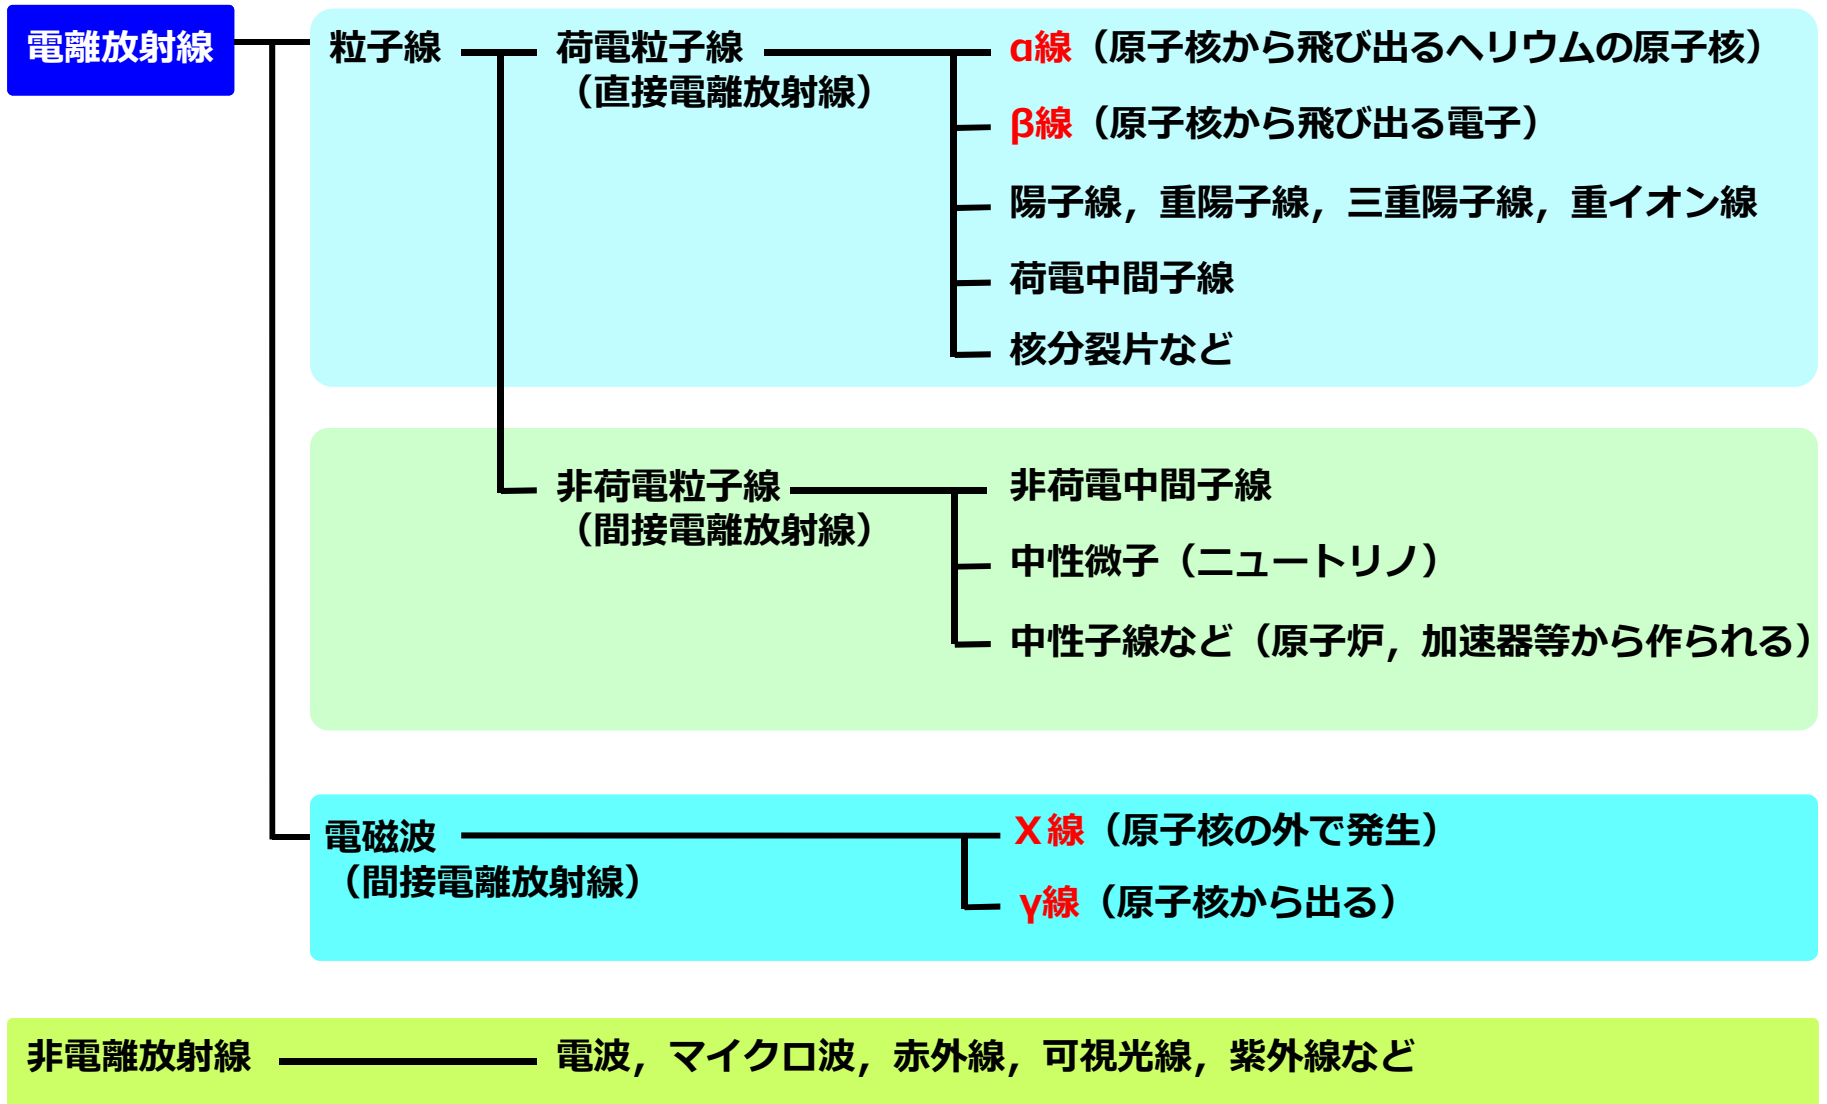 電離放射線
粒子線
荷電粒子線
（直接電離放射線）
α線（原子核から飛び出るヘリウムの原子核）
β線（原子核から飛び出る電子）
陽子線，重陽子線，三重陽子線，重イオン線
荷電中間子線
核分裂片など
非荷電粒子線
（間接電離放射線）
非荷電中間子線
中性微子（ニュートリノ）
中性子線など（原子炉，加速器等から作られる）
電磁波
（間接電離放射線）
Ｘ線（原子核の外で発生）
γ線（原子核から出る）
非電離放射線
電波，マイクロ波，赤外線，可視光線，紫外線など